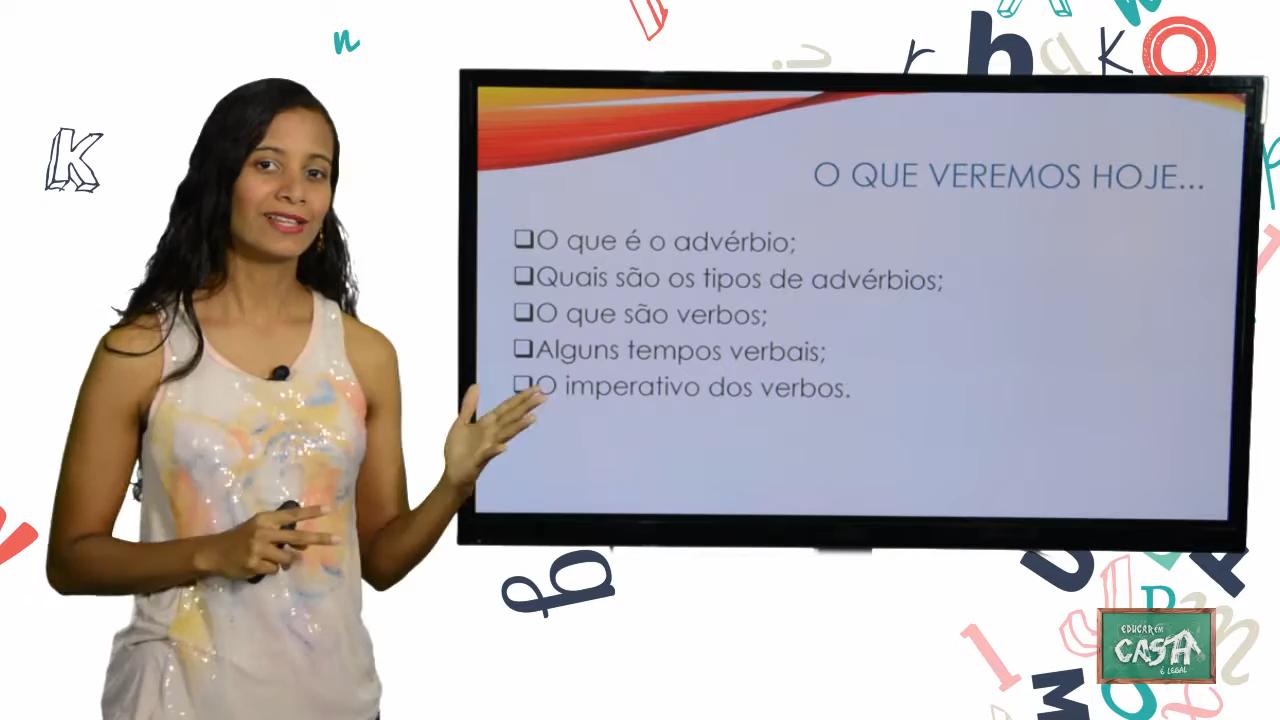 O QUE VEREMOS HOJE...
❑O que é o advérbio;
❑Quais são os tipos de advérbios;
❑O que são verbos;
❑Alguns tempos verbais;
❑O imperativo dos verbos.
EDUCAR EM
CASA
É LEGAL